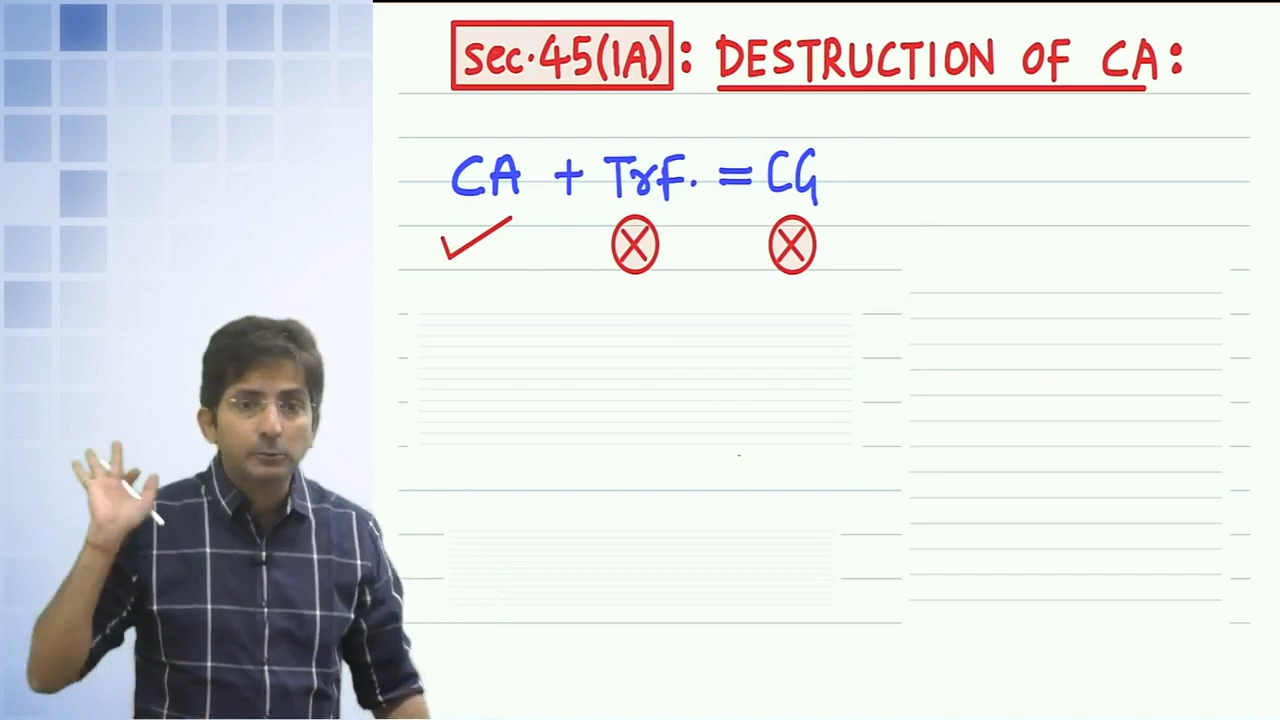 sec.45(1A): DESTRUCTION OF CA:
CA + Trf. = CG
✓ ⓧ ⓧ